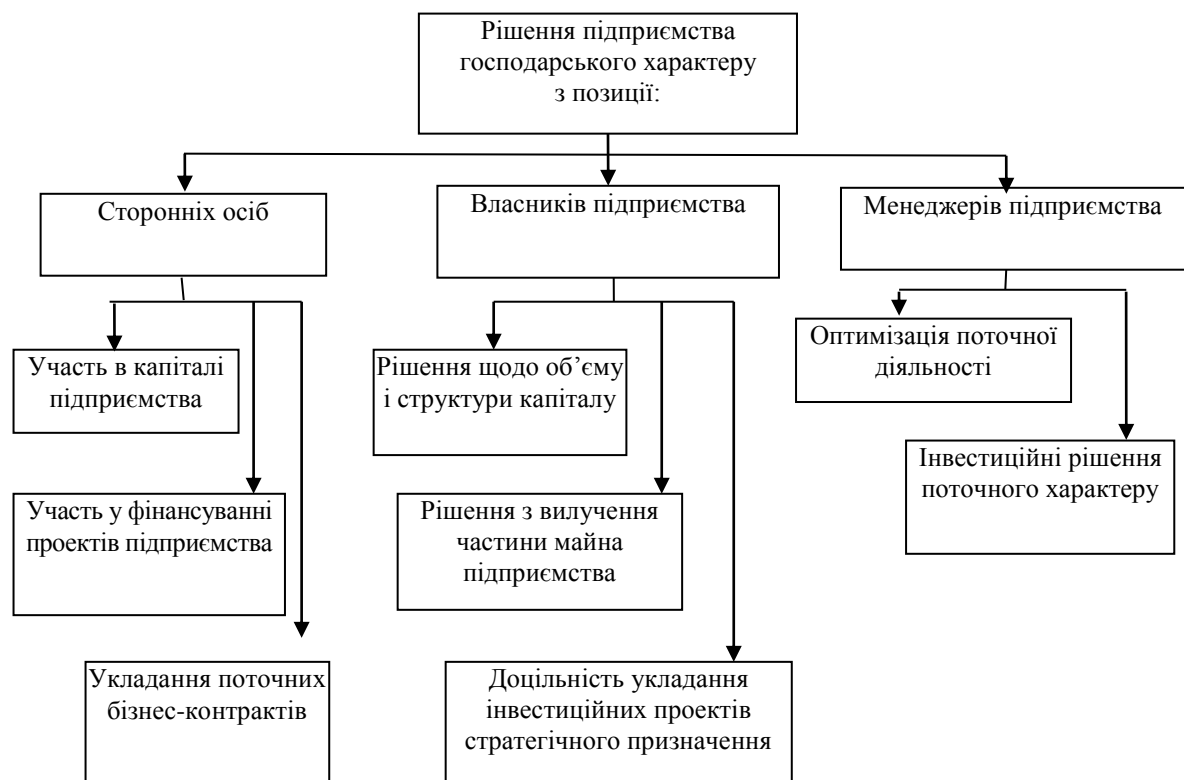 Рішення підприємства
господарського характеру
з позиції:
Сторонніх осіб
Власників підприємства
Менеджерів підприємства
Участь в капіталі
підприємства
Рішення щодо об’єму
і структури капіталу
Оптимізація поточної
діяльності
Участь у фінансуванні
проектів підприємства
Рішення з вилучення
частини майна
підприємства
Інвестиційні рішення
поточного характеру
Укладання поточних
бізнес-контрактів
Доцільність укладання
інвестиційних проектів
стратегічного призначення